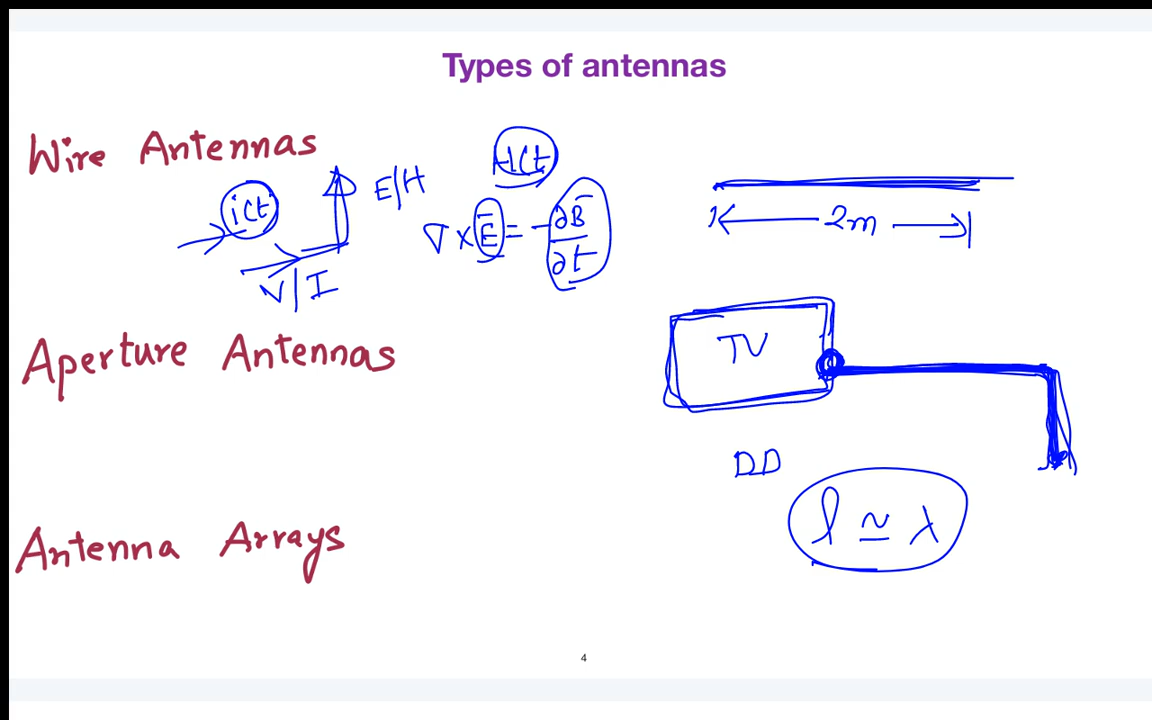 Types of antennas
Wire Antennas
i(t)
E/H
V/I
H(t)
∇ × E̅ = - ∂B̅/∂t
2m
Aperture Antennas
TV
DD
l ≃ λ
Antenna Arrays
4